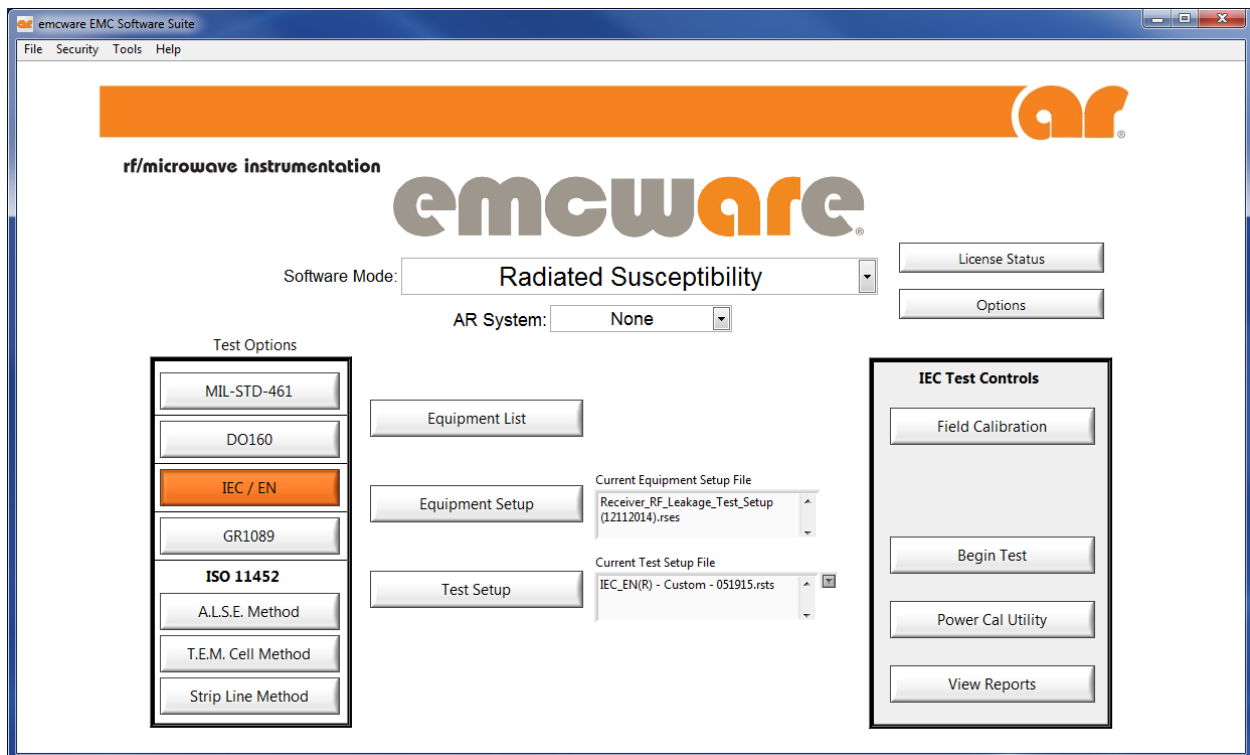 emcware EMC Software Suite
File Security Tools Help
ar®
rf/microwave instrumentation
emcware®
Software Mode: Radiated Susceptibility
AR System: None
License Status
Options
Test Options
MIL-STD-461
DO160
IEC / EN
GR1089
ISO 11452
A.L.S.E. Method
T.E.M. Cell Method
Strip Line Method
Equipment List
Equipment Setup
Current Equipment Setup File
Receiver_RF_Leakage_Test_Setup
(12112014).rses
Test Setup
Current Test Setup File
IEC_EN(R) - Custom - 051915.rsts
IEC Test Controls
Field Calibration
Begin Test
Power Cal Utility
View Reports